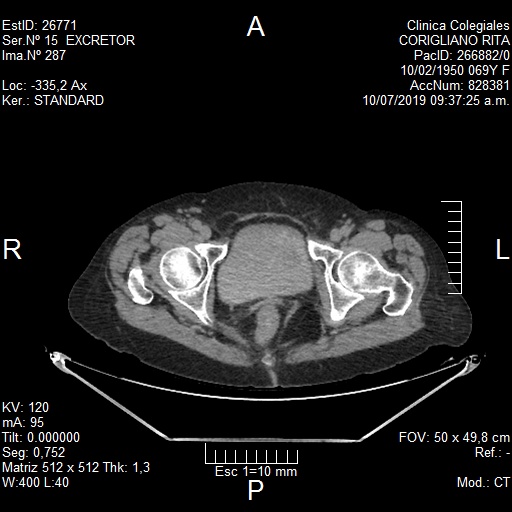 EstID: 26771
Ser.Nº 15 EXCRETOR
Ima.Nº 287
Loc: -335,2 Ax
Ker.: STANDARD
A
Clinica Colegiales
CORIGLIANO RITA
PacID: 266882/0
10/02/1950 069Y F
AccNum: 828381
10/07/2019 09:37:25 a.m.
R
L
KV: 120
mA: 95
Tilt: 0.000000
Seg: 0,752
Matriz 512 x 512 Thk: 1,3
W:400 L:40
Esc 1=10 mm
P
FOV: 50 x 49,8 cm
Ref.: -
Mod.: CT